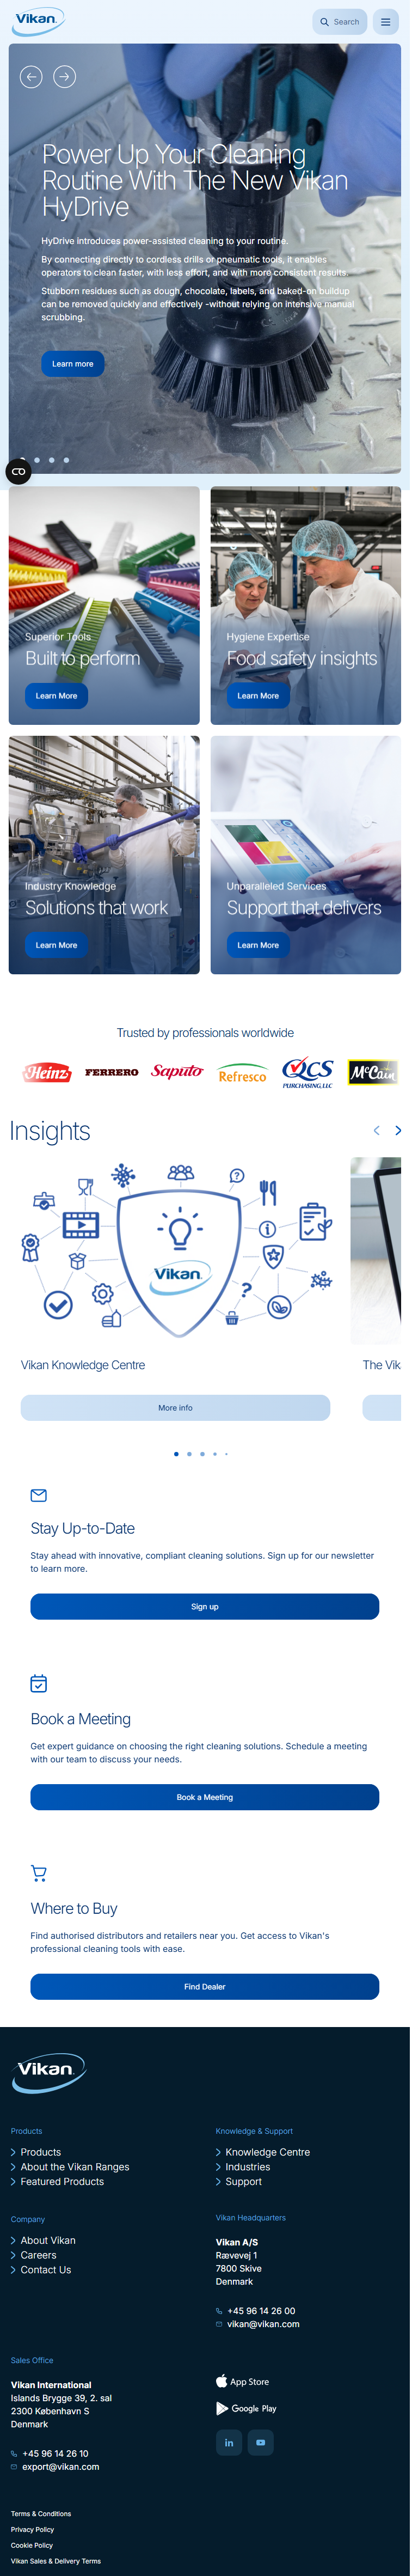 Vikan
Search
Power Up Your Cleaning
Routine With The New Vikan
HyDrive
HyDrive introduces power-assisted cleaning to your routine.
By connecting directly to cordless drills or pneumatic tools, it enables
operators to clean faster, with less effort, and with more consistent results.
Stubborn residues such as dough, chocolate, labels, and baked-on buildup
can be removed quickly and effectively -without relying on intensive manual
scrubbing.
Learn more
Superior Tools
Built to perform
Learn More
Hygiene Expertise
Food safety insights
Learn More
Industry Knowledge
Solutions that work
Learn More
Unparalleled Services
Support that delivers
Learn More
Trusted by professionals worldwide
Heinz
FERRERO
Saputo
Refresco
QCS
PURCHASING, LLC
McCain
Insights
Vikan
Vikan Knowledge Centre
The Vik
More info
Stay Up-to-Date
Stay ahead with innovative, compliant cleaning solutions. Sign up for our newsletter
to learn more.
Sign up
Book a Meeting
Get expert guidance on choosing the right cleaning solutions. Schedule a meeting
with our team to discuss your needs.
Book a Meeting
Where to Buy
Find authorised distributors and retailers near you. Get access to Vikan's
professional cleaning tools with ease.
Find Dealer
Vikan
Products
Products
About the Vikan Ranges
Featured Products
Knowledge & Support
Knowledge Centre
Industries
Support
Company
About Vikan
Careers
Contact Us
Vikan Headquarters
Vikan A/S
Rævevej 1
7800 Skive
Denmark
+45 96 14 26 00
vikan@vikan.com
Sales Office
Vikan International
Islands Brygge 39, 2. sal
2300 København S
Denmark
+45 96 14 26 10
export@vikan.com
App Store
Google Play
in
Terms & Conditions
Privacy Policy
Cookie Policy
Vikan Sales & Delivery Terms